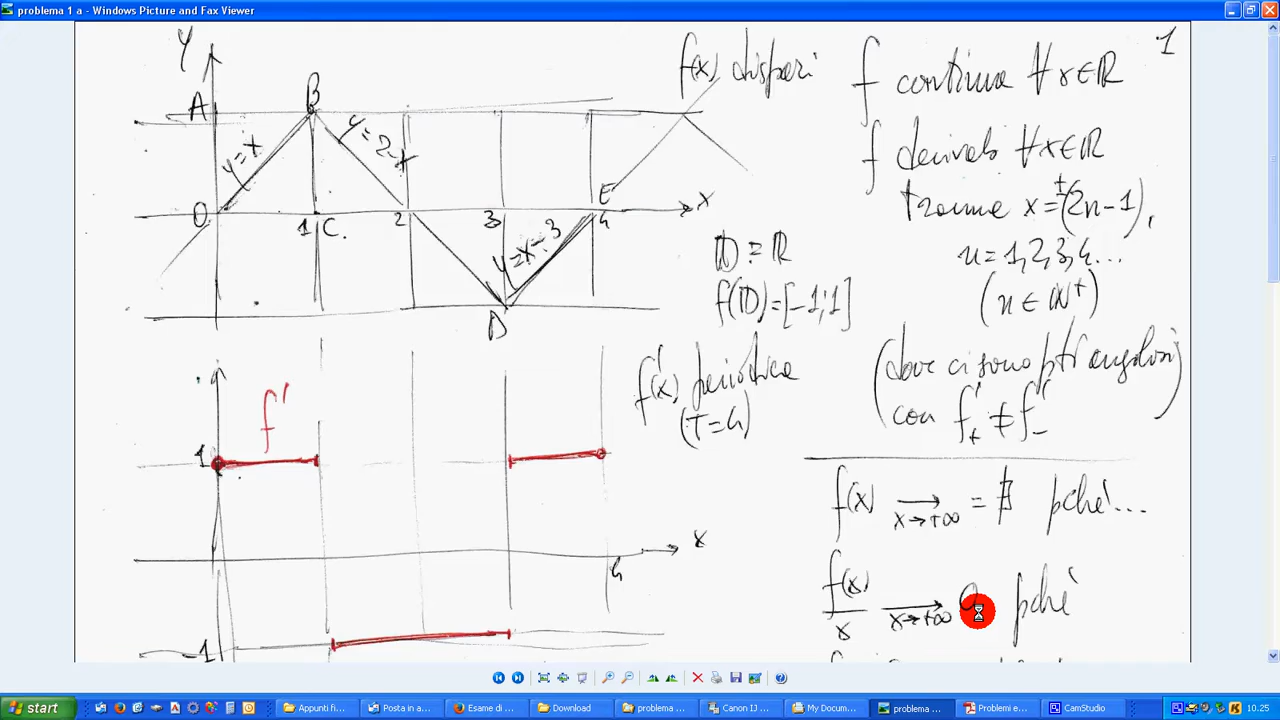 problema 1 a - Windows Picture and Fax Viewer
1
y
A
B
f(x) dispari
f continua ∀x∈ℝ
y=x
y=2-x
f derivab ∀x∈ℝ
tranne x=±(2n-1),
O
1
C.
2
3
E
4
x
y=x-3
D
D≡ℝ
f(D)=[-1;1]
n=1,2,3,4...
(n∈ℕ+)
(dove ci sono pti angolosi
con f'+≠f'-)
f'
f'(x) periodica
(T=4)
1
x
4
-1
f(x) x→+∞ = ∄ pché...
f(x)/x x→+∞ pché
start
Appunti fi...
Posta in a...
Esame di ...
Download
problema ...
Canon IJ ...
My Docum...
problema ...
Problemi e...
CamStudio
10.25